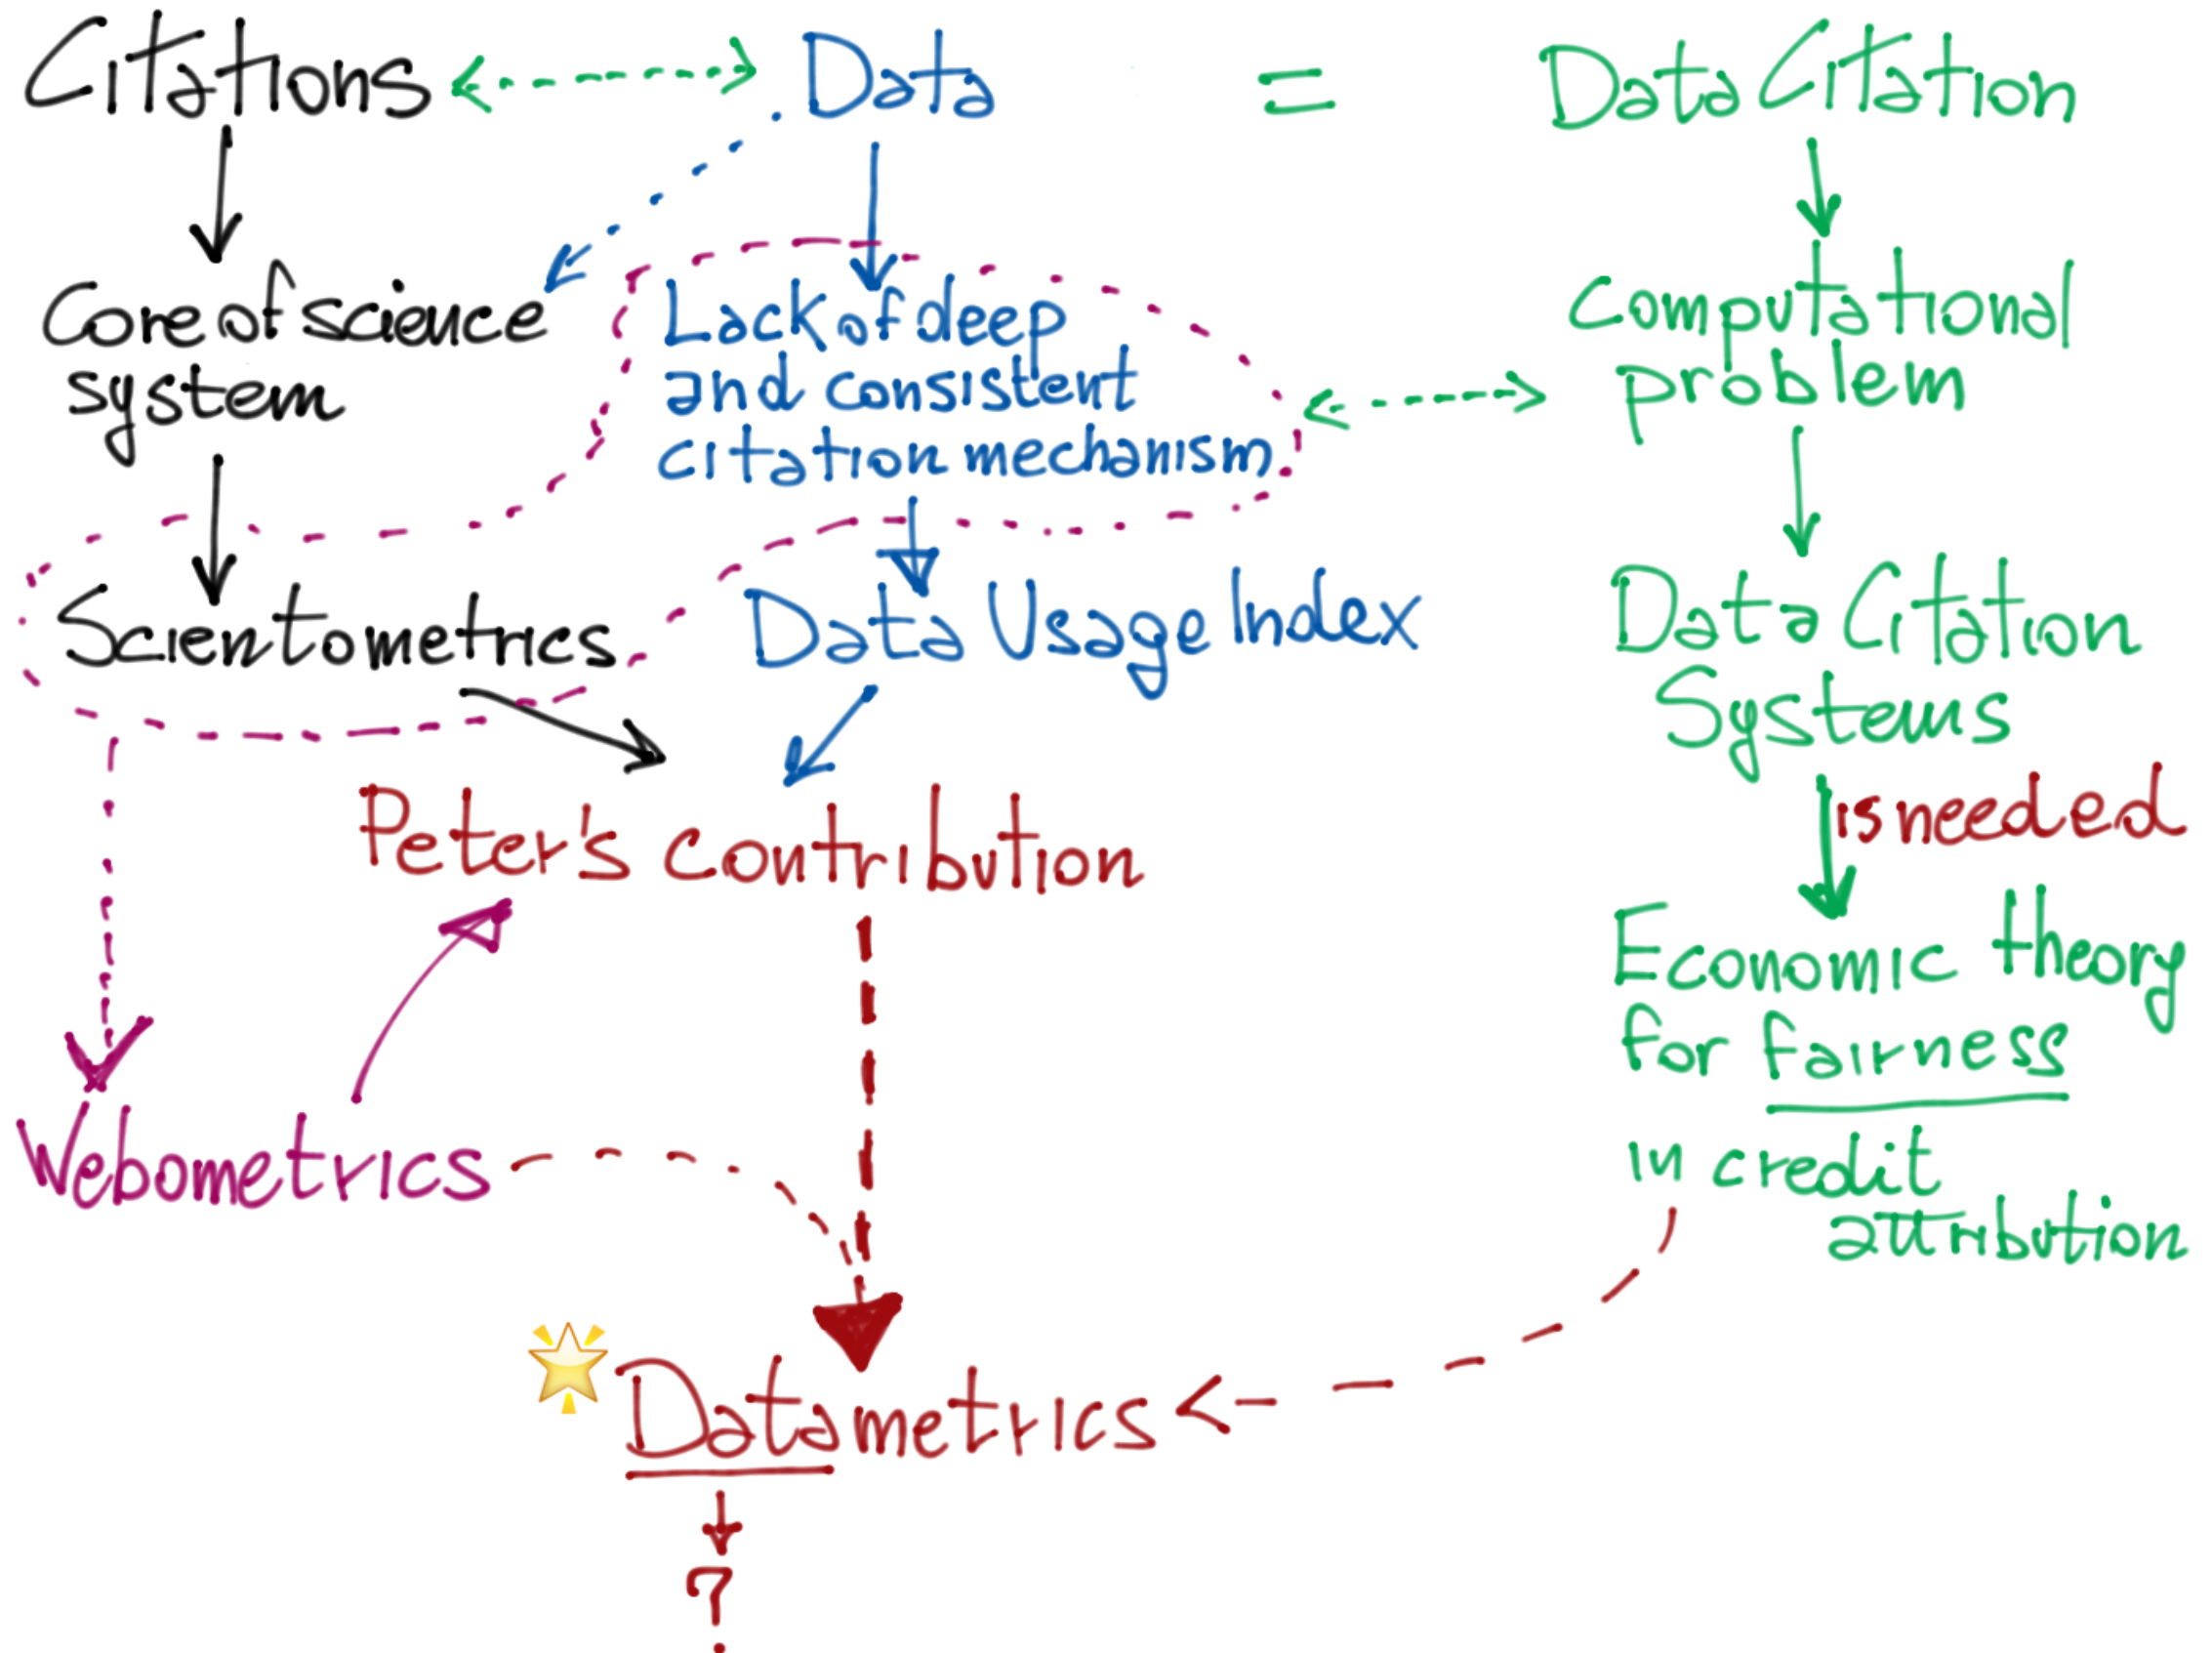 Citations
Data
=
Data Citation
Core of science
system
Lack of deep
and consistent
citation mechanism
Computational
problem
Scientometrics
Data Usage Index
Data Citation
Systems
is needed
Peter's contribution
Economic theory
for fairness
in credit
attribution
Webometrics
Datametrics
?